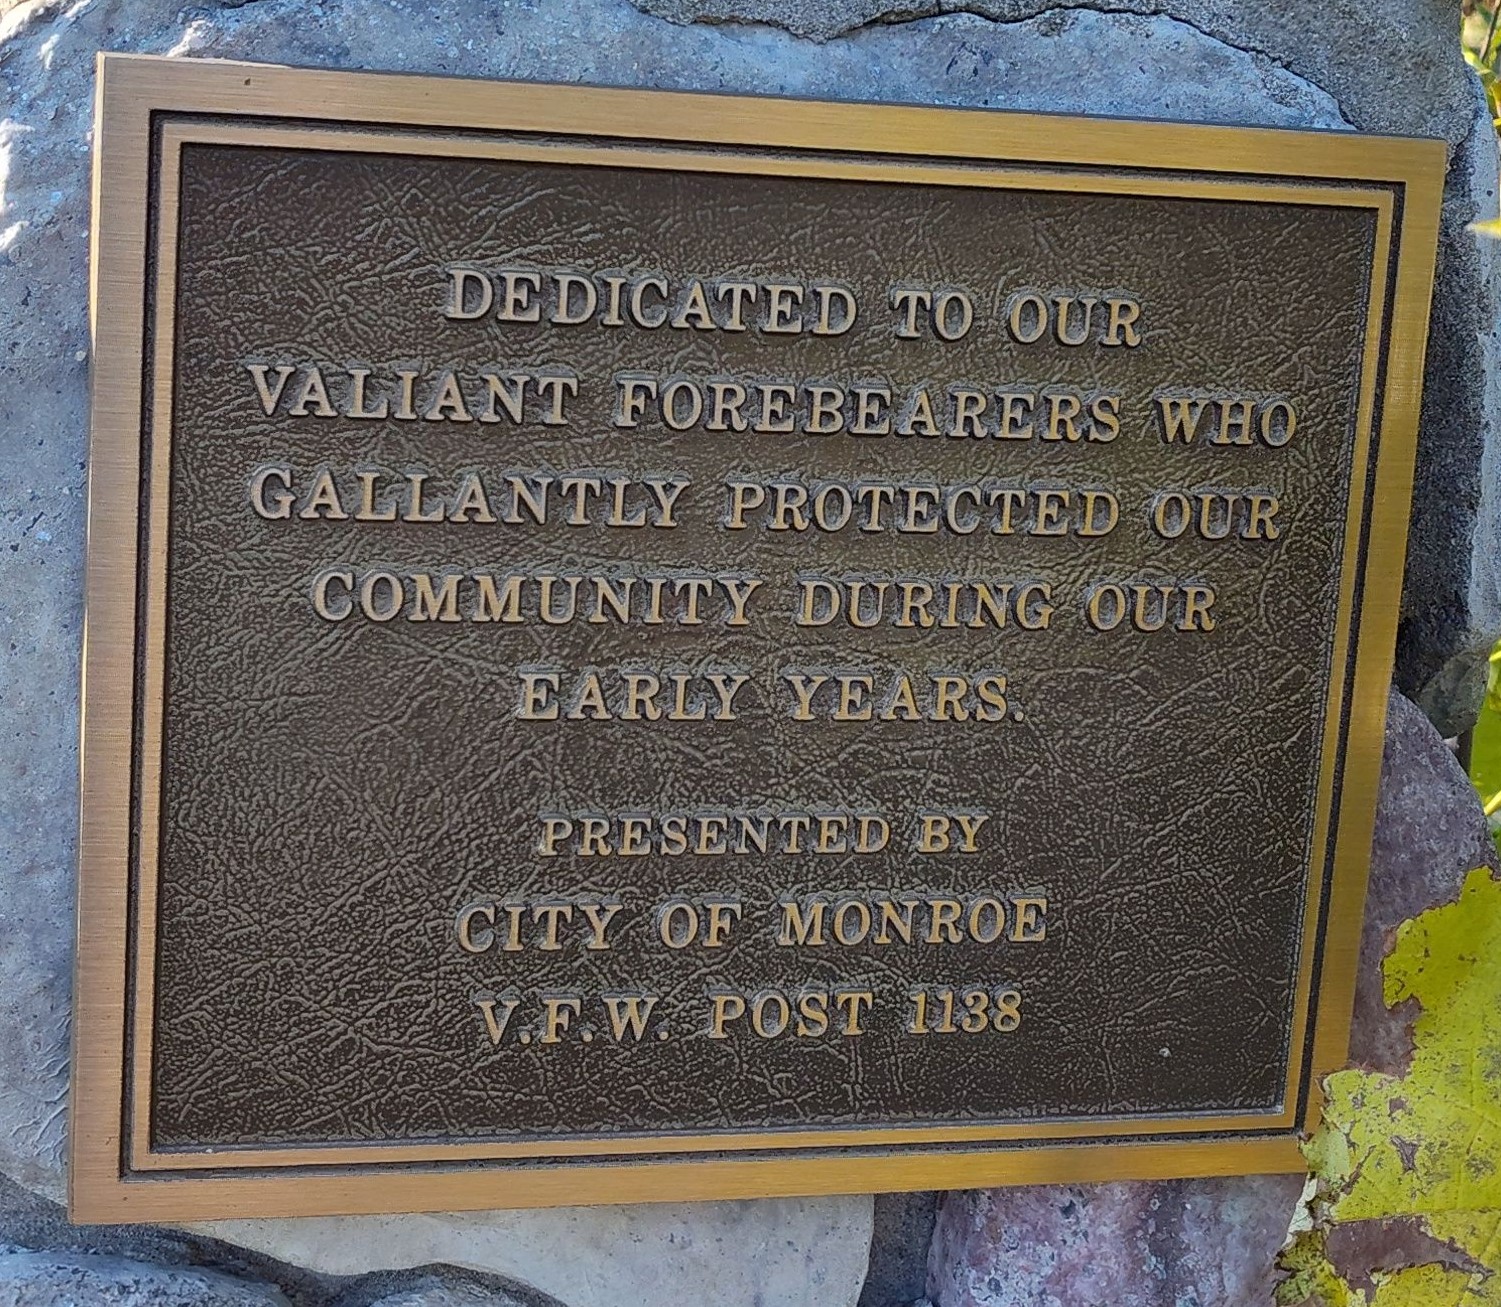 DEDICATED TO OUR
VALIANT FOREBEARERS WHO
GALLANTLY PROTECTED OUR
COMMUNITY DURING OUR
EARLY YEARS.
PRESENTED BY
CITY OF MONROE
V.F.W. POST 1138